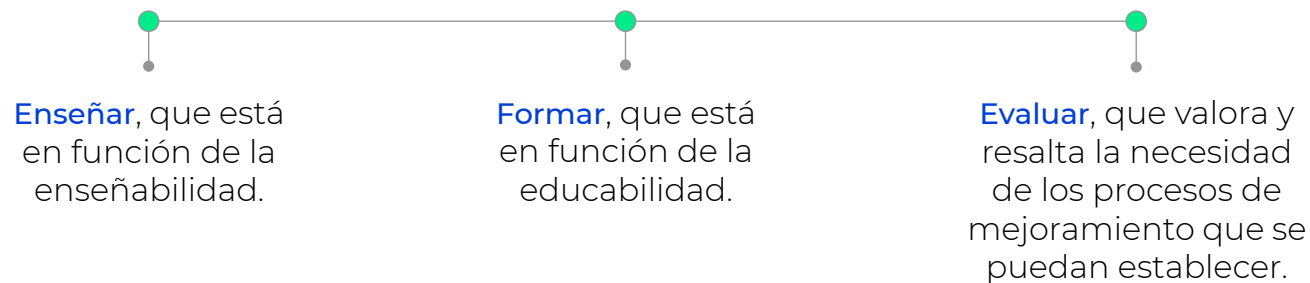 Enseñar, que está
en función de la
enseñabilidad.
Formar, que está
en función de la
educabilidad.
Evaluar, que valora y
resalta la necesidad
de los procesos de
mejoramiento que se
puedan establecer.